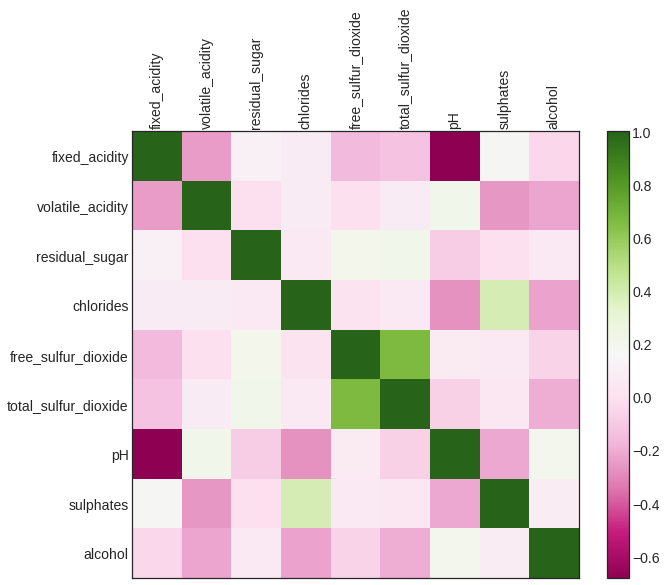 fixed_acidity
volatile_acidity
residual_sugar
chlorides
free_sulfur_dioxide
total_sulfur_dioxide
pH
sulphates
alcohol
fixed_acidity
volatile_acidity
residual_sugar
chlorides
free_sulfur_dioxide
total_sulfur_dioxide
pH
sulphates
alcohol
1.0
0.8
0.6
0.4
0.2
0.0
−0.2
−0.4
−0.6